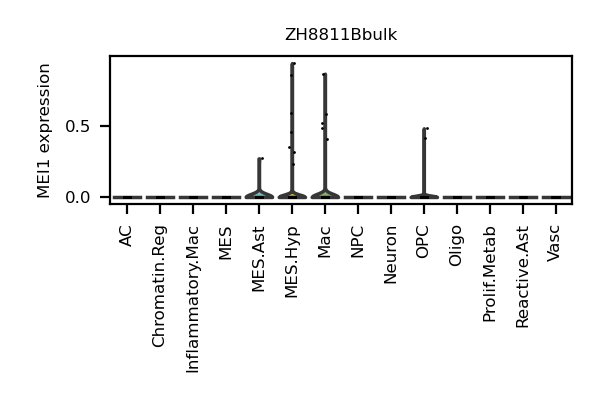 ZH8811Bbulk
MEI1 expression
0.5
0.0
AC
Chromatin.Reg
Inflammatory.Mac
MES
MES.Ast
MES.Hyp
Mac
NPC
Neuron
OPC
Oligo
Prolif.Metab
Reactive.Ast
Vasc